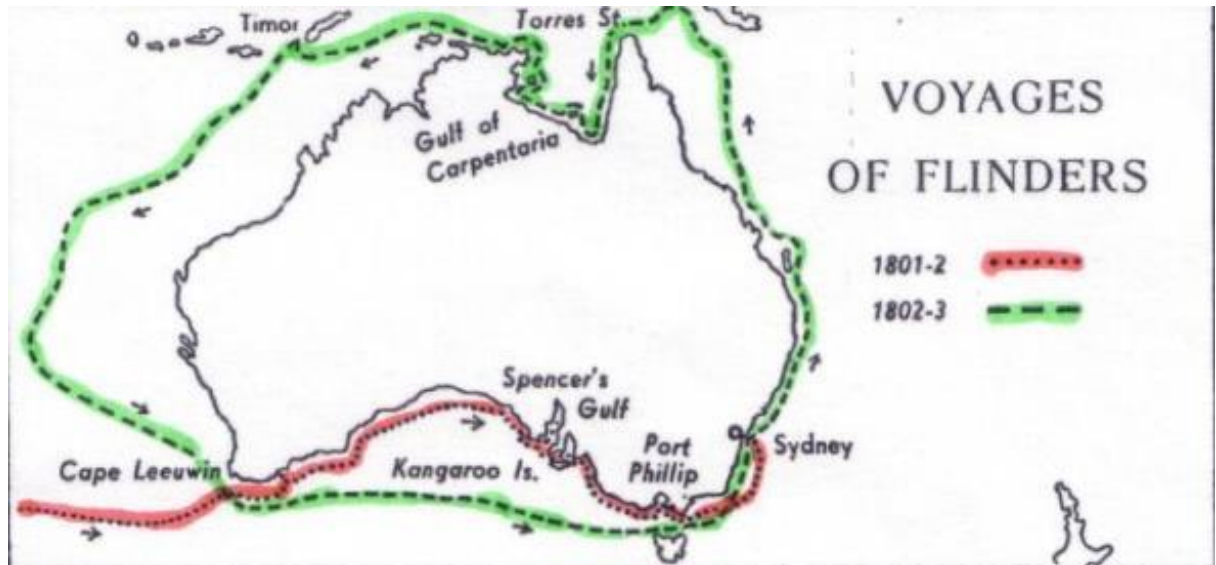 Timor
Torres St.
VOYAGES
OF FLINDERS
Gulf of
Carpentaria
1801-2
1802-3
Spencer's
Gulf
Port
Phillip
Sydney
Cape Leeuwin
Kangaroo Is.